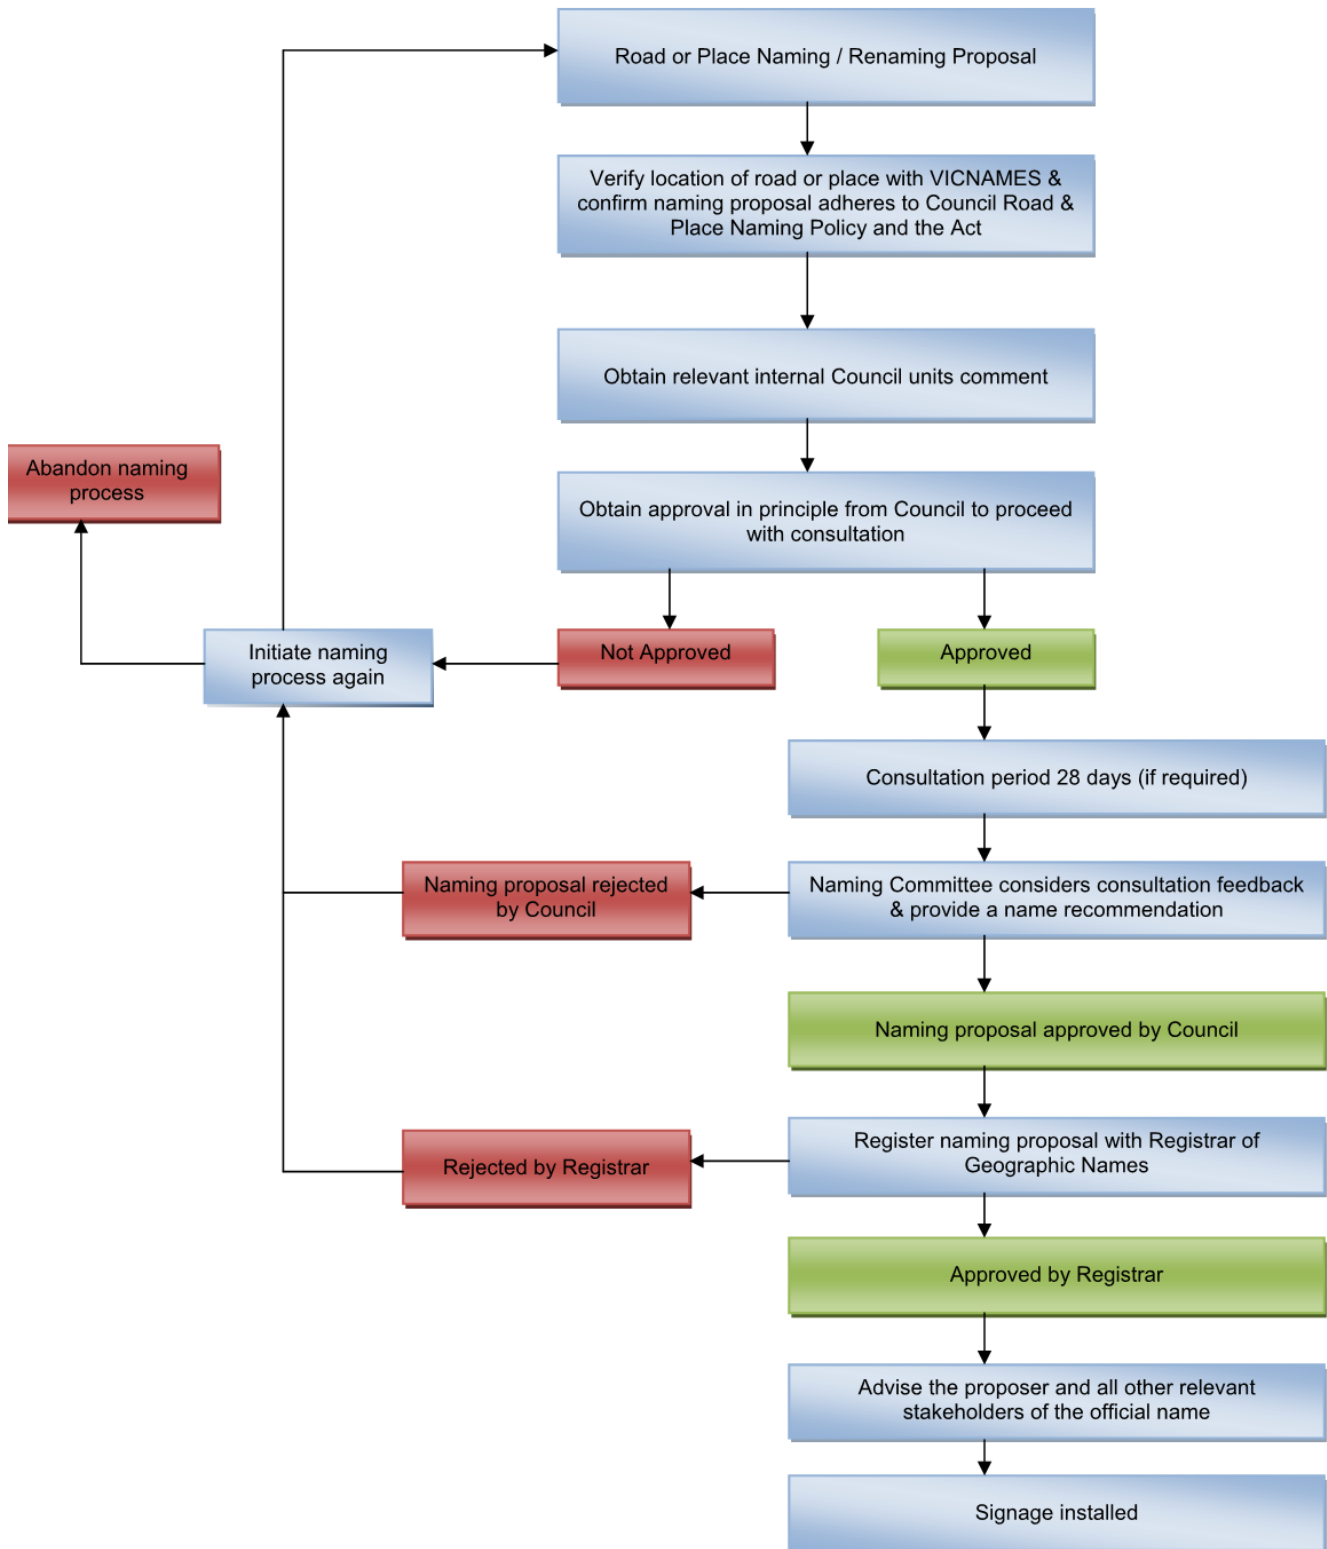 Road or Place Naming / Renaming Proposal
Verify location of road or place with VICNAMES &
confirm naming proposal adheres to Council Road &
Place Naming Policy and the Act
Obtain relevant internal Council units comment
Abandon naming
process
Obtain approval in principle from Council to proceed
with consultation
Initiate naming
process again
Not Approved
Approved
Consultation period 28 days (if required)
Naming proposal rejected
by Council
Naming Committee considers consultation feedback
& provide a name recommendation
Naming proposal approved by Council
Rejected by Registrar
Register naming proposal with Registrar of
Geographic Names
Approved by Registrar
Advise the proposer and all other relevant
stakeholders of the official name
Signage installed